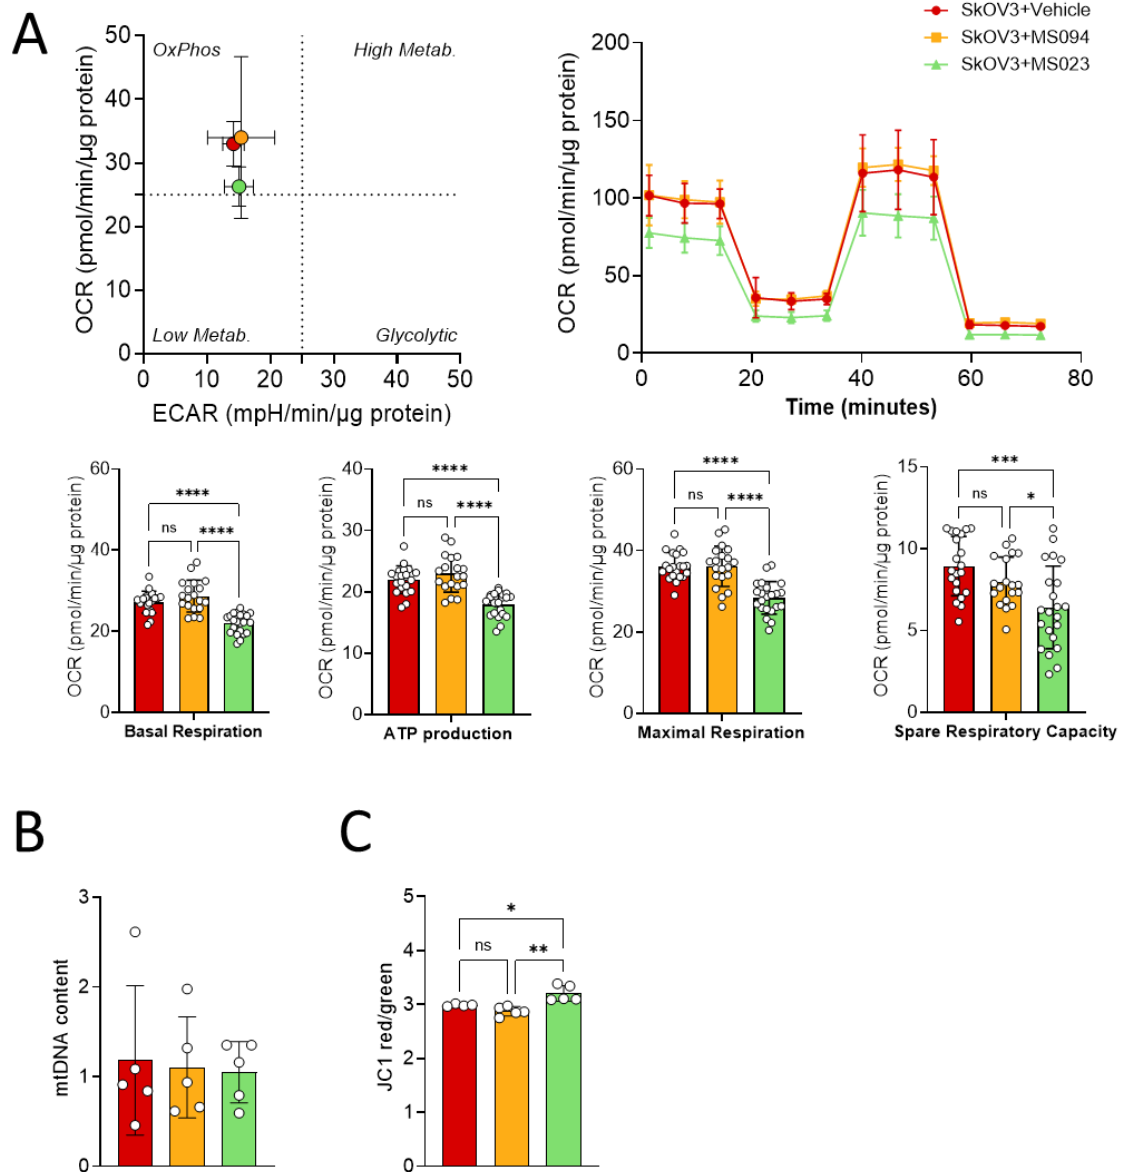 A
SkOV3+Vehicle
SkOV3+MS094
SkOV3+MS023
OCR (pmol/min/µg protein)
50
40
30
20
10
0
OxPhos
High Metab.
Low Metab.
Glycolytic
0 10 20 30 40 50
ECAR (mpH/min/µg protein)
OCR (pmol/min/µg protein)
200
150
100
50
0
0 20 40 60 80
Time (minutes)
OCR (pmol/min/µg protein)
60
40
20
0
****
ns
****
Basal Respiration
OCR (pmol/min/µg protein)
40
30
20
10
0
****
ns
****
ATP production
OCR (pmol/min/µg protein)
60
40
20
0
****
ns
****
Maximal Respiration
OCR (pmol/min/µg protein)
15
10
5
0
***
ns
*
Spare Respiratory Capacity
B
mtDNA content
3
2
1
0
C
JC1 red/green
5
4
3
2
1
0
*
ns
**